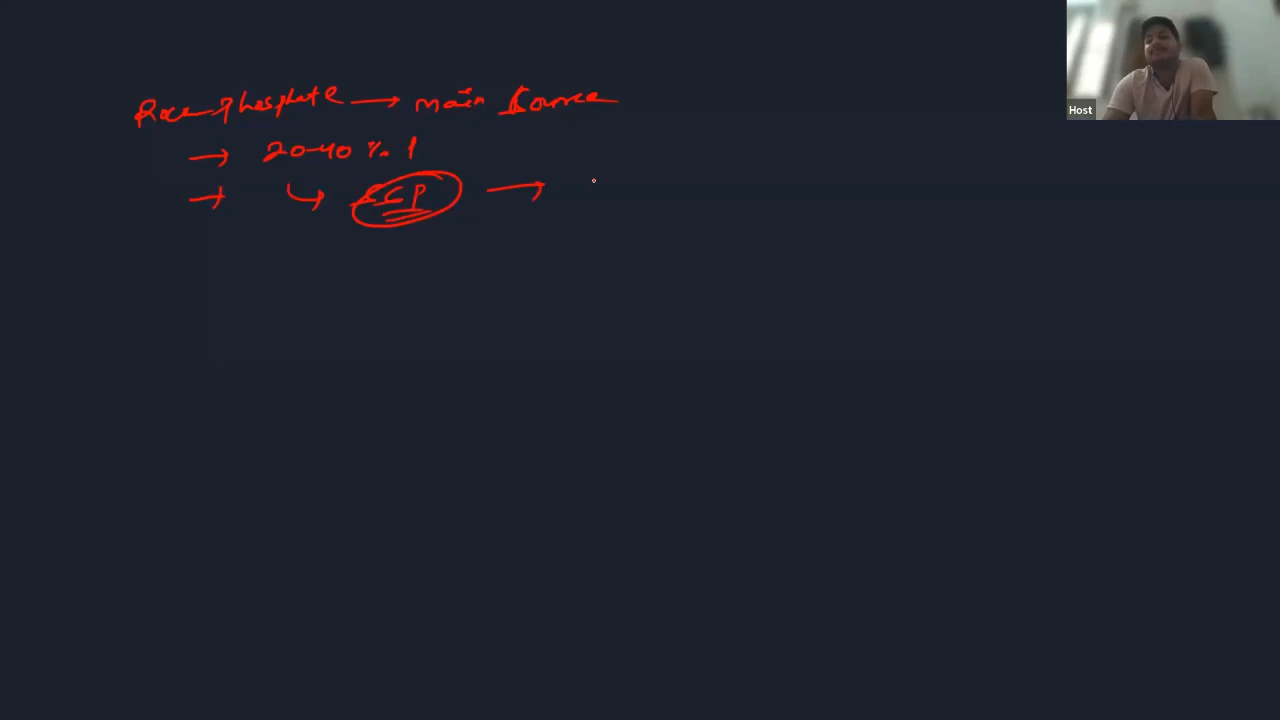 Rock Phosphate → main Source
→ 20-40 %
→ ↳ SSP →
Host